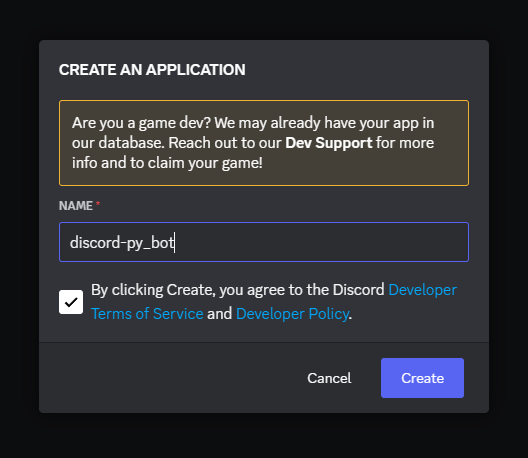 CREATE AN APPLICATION
Are you a game dev? We may already have your app in
our database. Reach out to our Dev Support for more
info and to claim your game!
NAME *
discord-py_bot
By clicking Create, you agree to the Discord Developer
Terms of Service and Developer Policy.
Cancel Create